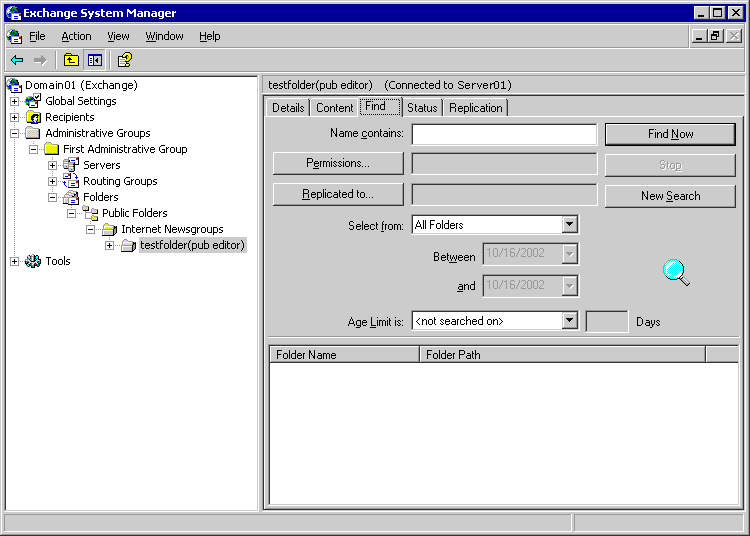 Exchange System Manager
File Action View Window Help
Domain01 (Exchange)
Global Settings
Recipients
Administrative Groups
First Administrative Group
Servers
Routing Groups
Folders
Public Folders
Internet Newsgroups
testfolder(pub editor)
Tools
testfolder(pub editor) (Connected to Server01)
Details Content Find Status Replication
Name contains: Find Now
Permissions... Stop
Replicated to... New Search
Select from: All Folders
Between 10/16/2002
and 10/16/2002
Age Limit is: <not searched on> Days
Folder Name Folder Path